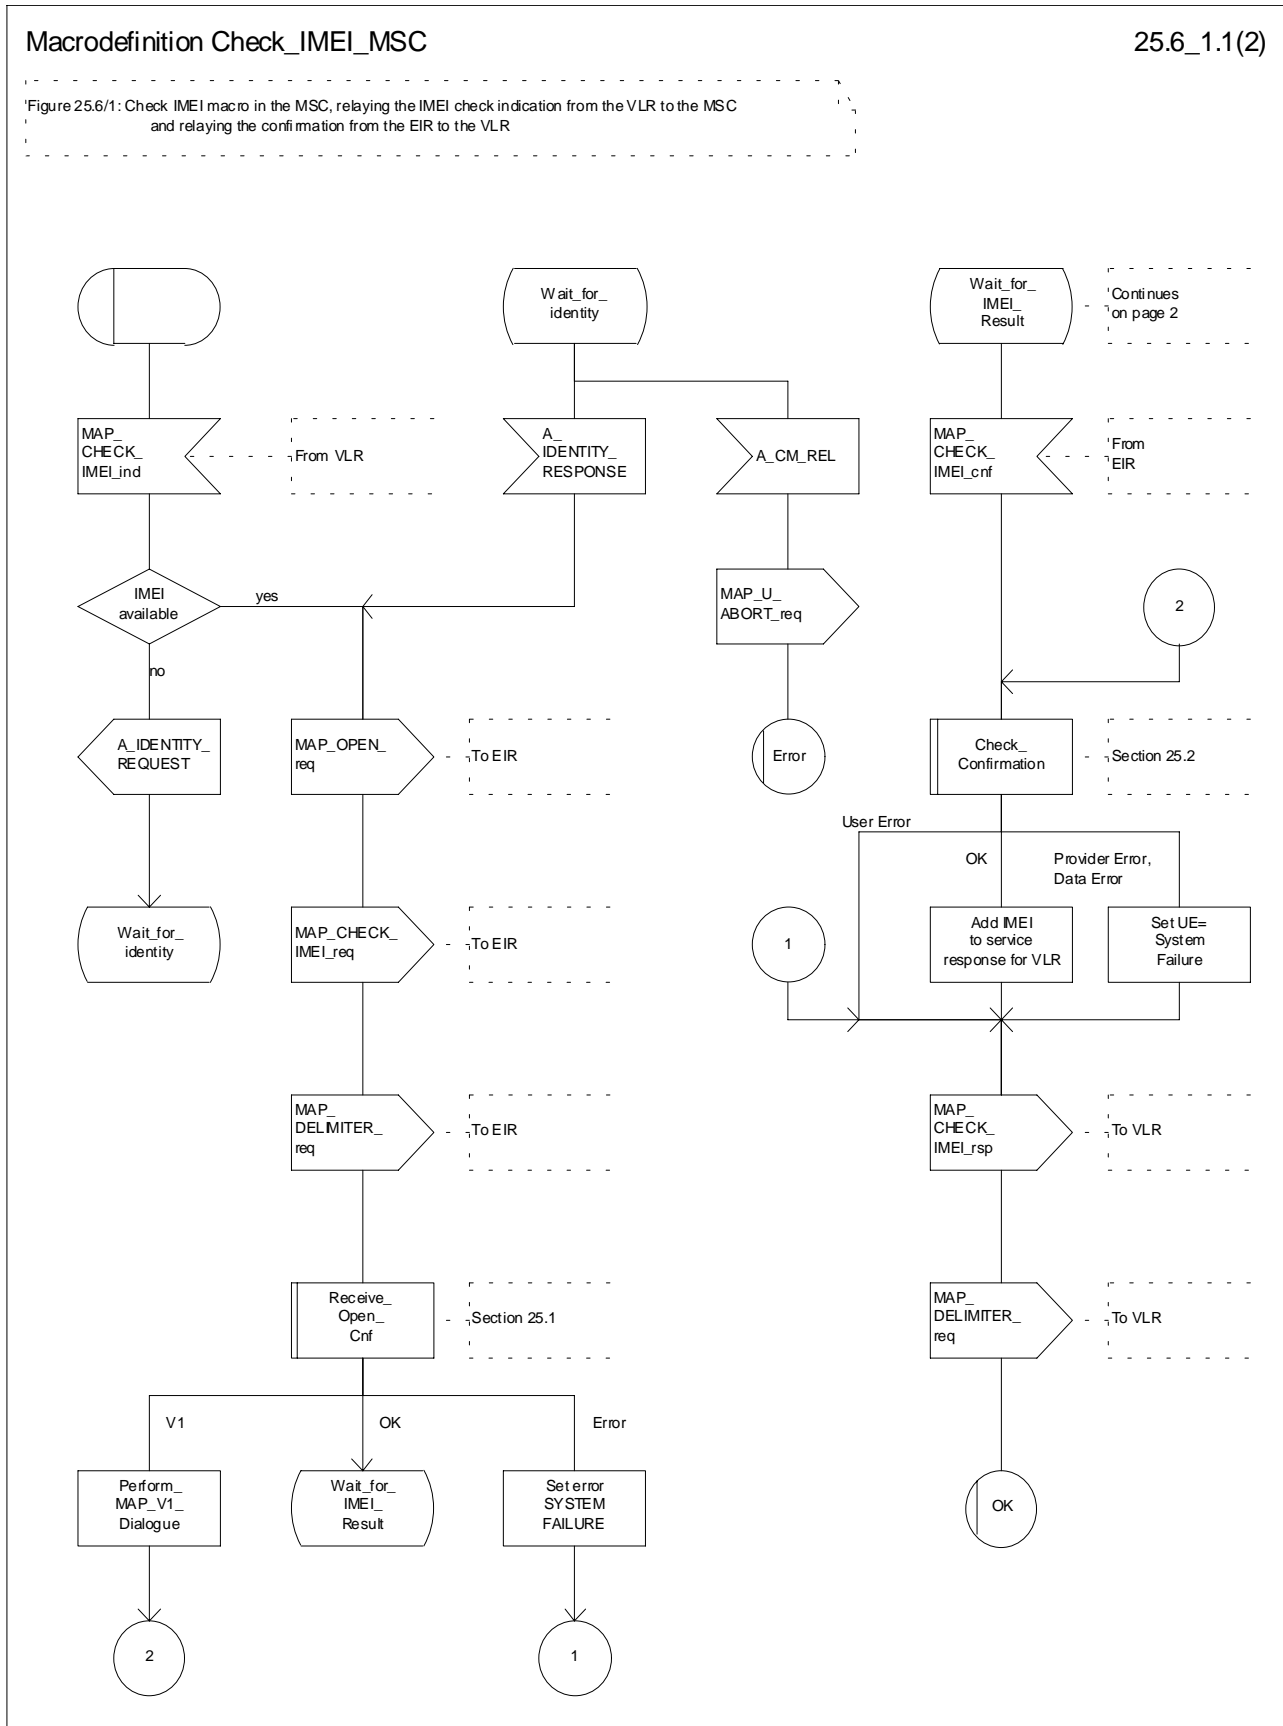 Macrodefinition Check_IMEI_MSC
25.6_1.1(2)
Figure 25.6/1: Check IMEI macro in the MSC, relaying the IMEI check indication from the VLR to the MSC
and relaying the confirmation from the EIR to the VLR
Wait_for_
identity
Wait_for_
IMEI_
Result
Continues
on page 2
MAP_
CHECK_
IMEI_ind
From VLR
A_
IDENTITY_
RESPONSE
A_CM_REL
MAP_
CHECK_
IMEI_cnf
From
EIR
IMEI
available
yes
no
MAP_U_
ABORT_req
2
A_IDENTITY_
REQUEST
MAP_OPEN_
req
To EIR
Error
Check_
Confirmation
Section 25.2
User Error
OK
Provider Error,
Data Error
Wait_for_
identity
MAP_CHECK_
IMEI_req
To EIR
1
Add IMEI
to service
response for VLR
Set UE=
System
Failure
MAP_
DELIMITER_
req
To EIR
MAP_
CHECK_
IMEI_rsp
To VLR
Receive_
Open_
Cnf
Section 25.1
MAP_
DELIMITER_
req
To VLR
V1
OK
Error
Perform_
MAP_V1_
Dialogue
Wait_for_
IMEI_
Result
Set error
SYSTEM
FAILURE
OK
2
1